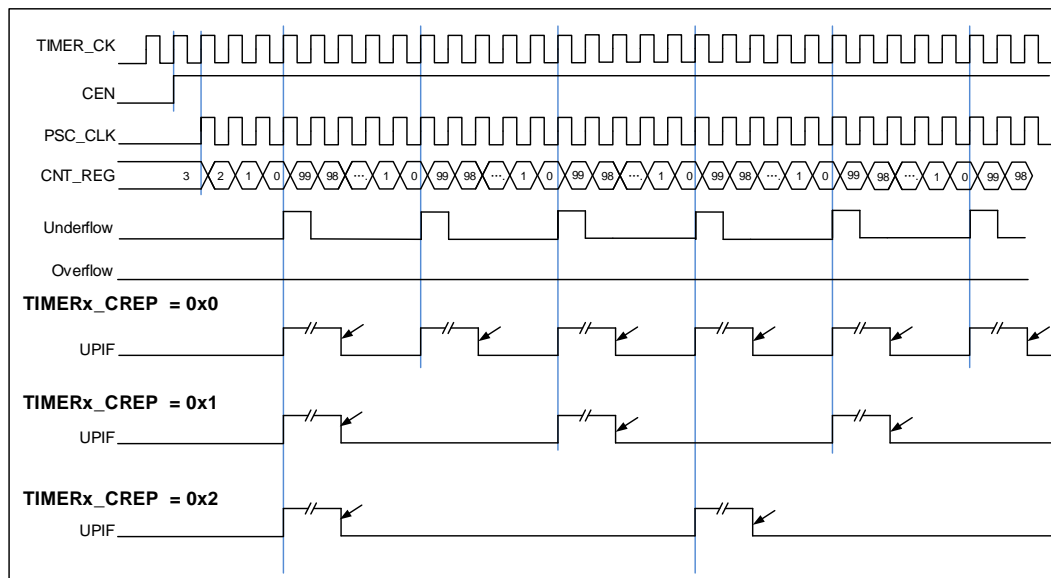 TIMER_CK
CEN
PSC_CLK
CNT_REG 3 2 1 0 99 98 ... 1 0 99 98 ... 1 0 99 98 ... 1 0 99 98 ... 1 0 99 98 ... 1 0 99 98
Underflow
Overflow
TIMERx_CREP = 0x0
UPIF
TIMERx_CREP = 0x1
UPIF
TIMERx_CREP = 0x2
UPIF